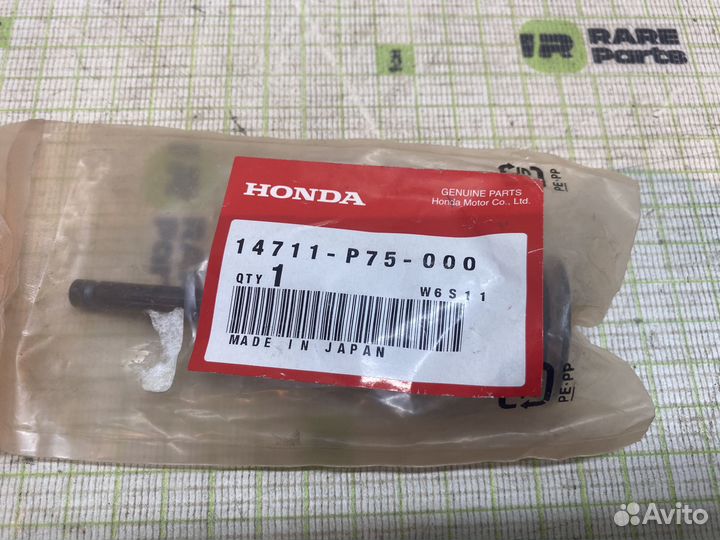 RARE
Parts
HONDA
GENUINE PARTS
Honda Motor Co., Ltd.
14711-P75-000
QTY 1
W6S11
MADE IN JAPAN
PE·PP
PE·PP
Avito